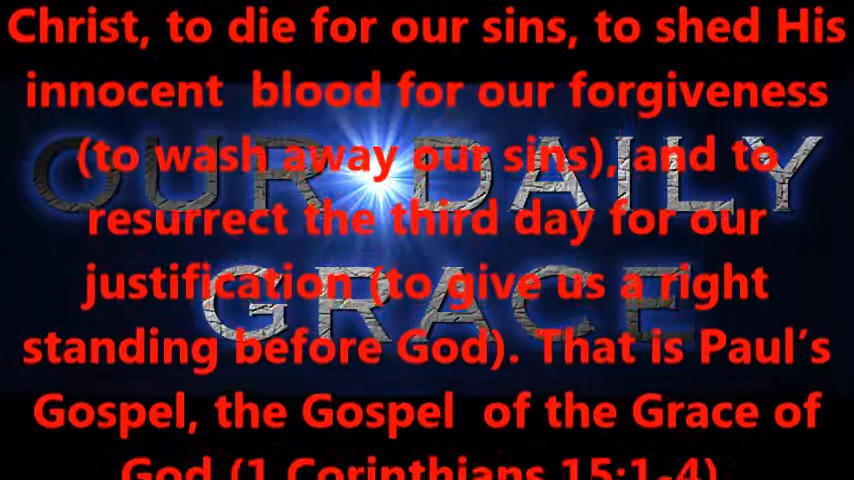 Christ, to die for our sins, to shed His
innocent blood for our forgiveness
(to wash away our sins), and to
resurrect the third day for our
justification (to give us a right
standing before God). That is Paul’s
Gospel, the Gospel of the Grace of
God (1 Corinthians 15:1-4)
OUR DAILY
GRACE